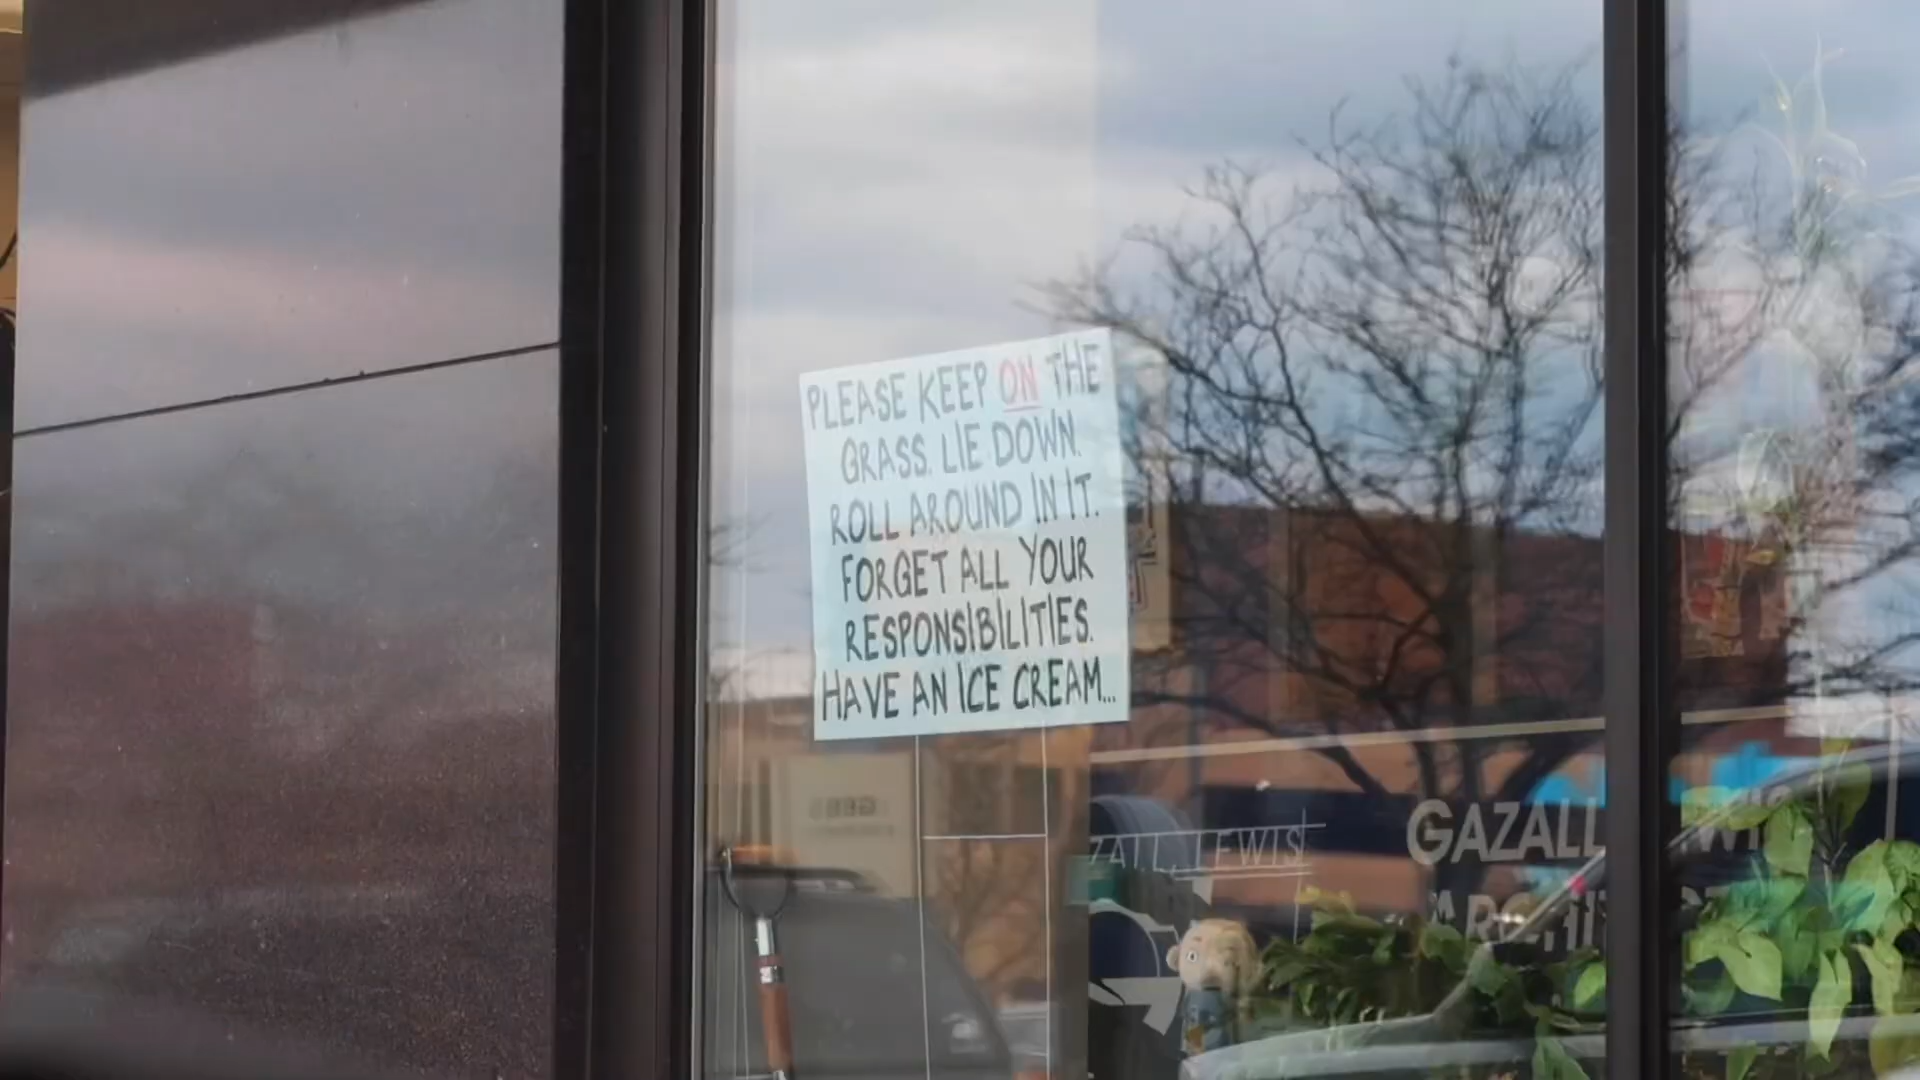 PLEASE KEEP ON THE
GRASS. LIE DOWN.
ROLL AROUND IN IT.
FORGET ALL YOUR
RESPONSIBILITIES.
HAVE AN ICE CREAM...
LEWIS
GAZALL